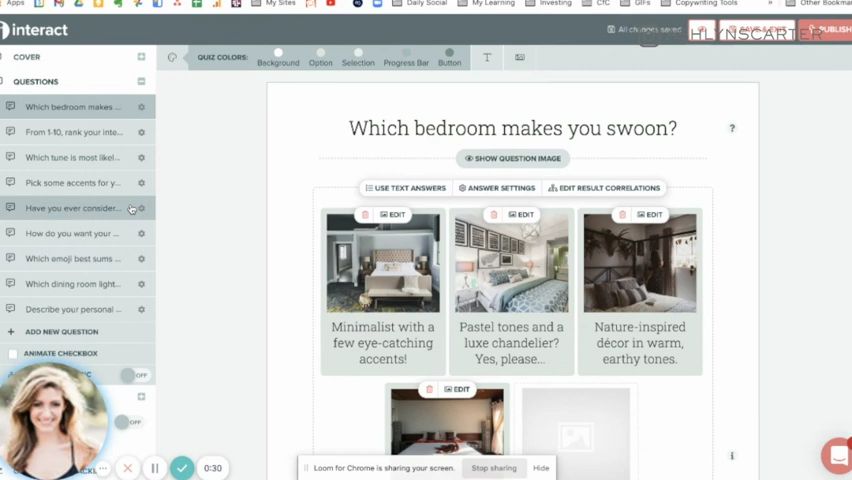 Apps
My Sites
Daily Social
My Learning
Investing
CfC
GIFs
Copywriting Tools
»
Other Bookmar
interact
All changes saved
SAVE & EXIT
PUBLISH
HLYNSCARTER
COVER
QUESTIONS
QUIZ COLORS:
Background
Option
Selection
Progress Bar
Button
T
Which bedroom makes ...
From 1-10, rank your inte...
Which tune is most likel...
Pick some accents for y...
Have you ever consider...
How do you want your ...
Which emoji best sums ...
Which dining room light...
Describe your personal ...
+ ADD NEW QUESTION
ANIMATE CHECKBOX
OFF
OFF
Which bedroom makes you swoon?
?
SHOW QUESTION IMAGE
USE TEXT ANSWERS
ANSWER SETTINGS
EDIT RESULT CORRELATIONS
EDIT
EDIT
EDIT
Minimalist with a
few eye-catching
accents!
Pastel tones and a
luxe chandelier?
Yes, please...
Nature-inspired
décor in warm,
earthy tones.
EDIT
0:30
Loom for Chrome is sharing your screen.
Stop sharing
Hide